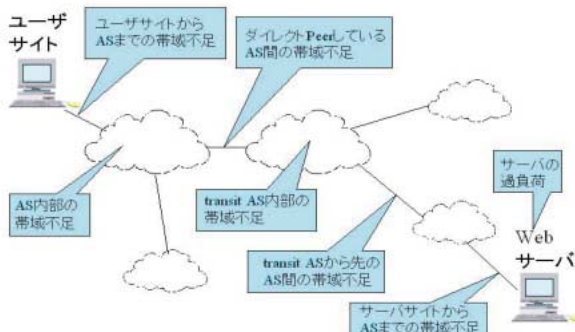 ユーザ
サイト
ユーザサイトから
ASまでの帯域不足
ダイレクトPeerしている
AS間の帯域不足
AS内部の
帯域不足
transit AS内部の
帯域不足
サーバの
過負荷
transit ASから先の
AS間の帯域不足
Web
サーバ
サーバサイトから
ASまでの帯域不足